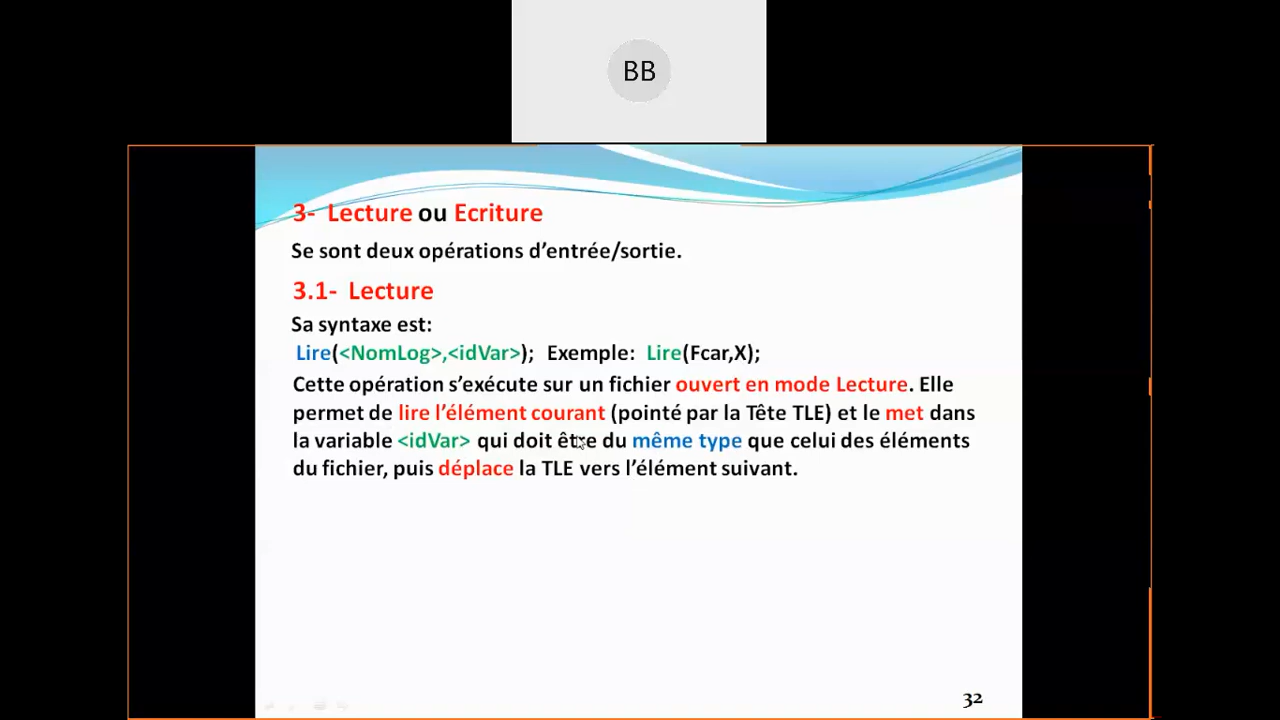 BB
3- Lecture ou Ecriture
Se sont deux opérations d’entrée/sortie.
3.1- Lecture
Sa syntaxe est:
Lire(<NomLog>,<idVar>); Exemple: Lire(Fcar,X);
Cette opération s’exécute sur un fichier ouvert en mode Lecture. Elle
permet de lire l’élément courant (pointé par la Tête TLE) et le met dans
la variable <idVar> qui doit être du même type que celui des éléments
du fichier, puis déplace la TLE vers l’élément suivant.
32